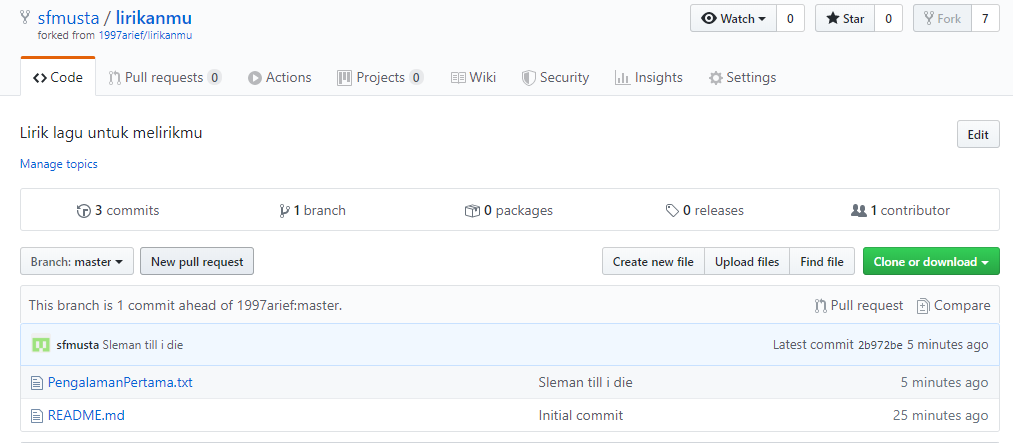 sfmusta / lirikanmu
Watch 0 Star 0 Fork 7
forked from 1997arief/lirikanmu
Code Pull requests 0 Actions Projects 0 Wiki Security Insights Settings
Lirik lagu untuk melirikmu
Edit
Manage topics
3 commits 1 branch 0 packages 0 releases 1 contributor
Branch: master New pull request Create new file Upload files Find file Clone or download
This branch is 1 commit ahead of 1997arief:master. Pull request Compare
sfmusta Sleman till i die Latest commit 2b972be 5 minutes ago
PengalamanPertama.txt Sleman till i die 5 minutes ago
README.md Initial commit 25 minutes ago